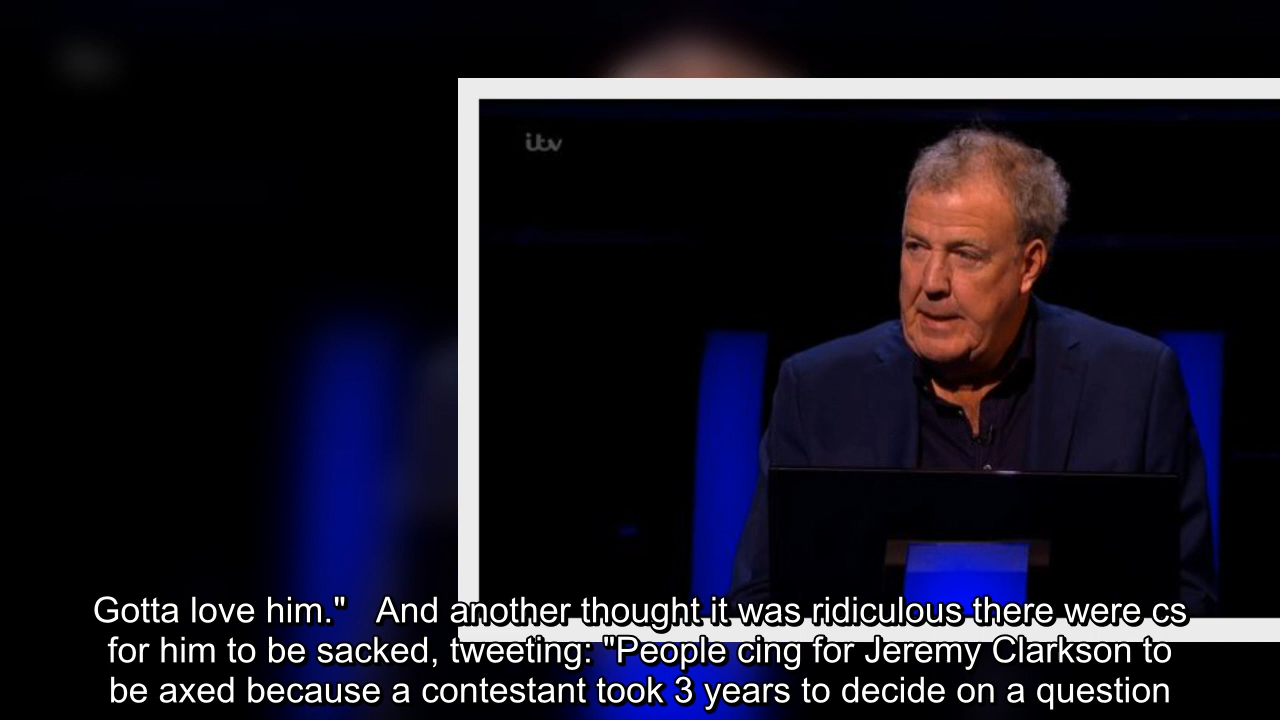 itv
Gotta love him." And another thought it was ridiculous there were cs
for him to be sacked, tweeting: "People cing for Jeremy Clarkson to
be axed because a contestant took 3 years to decide on a question